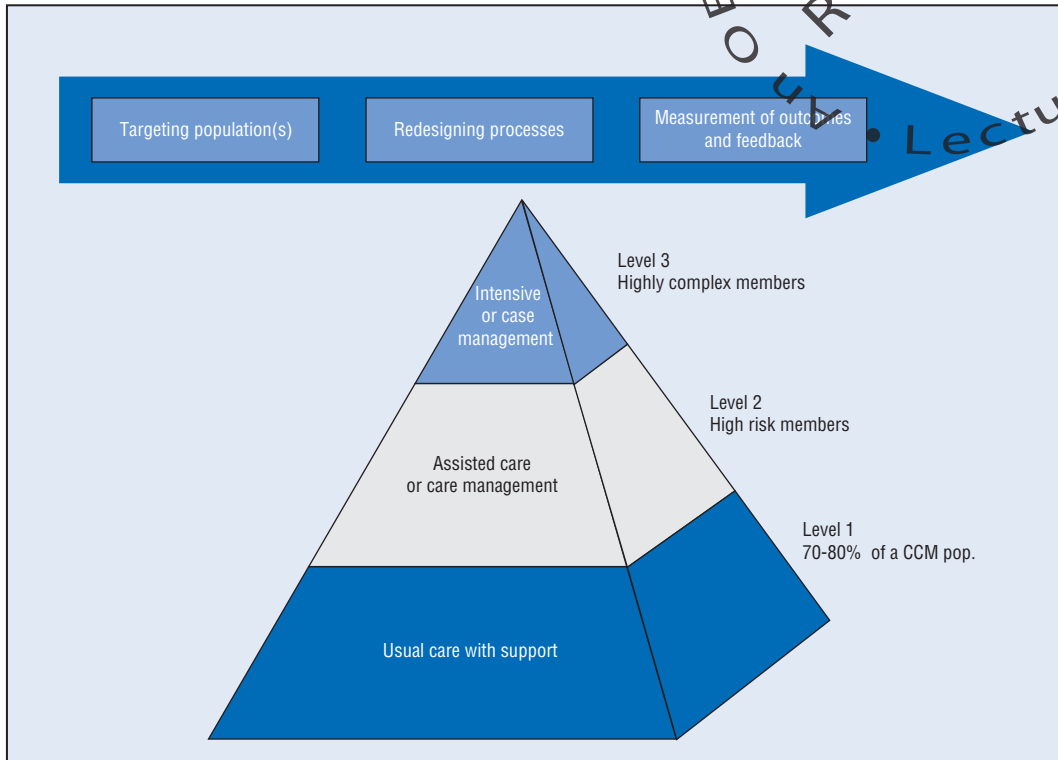 Targeting population(s)
Redesigning processes
Measurement of outcomes
and feedback
Level 3
Highly complex members
Intensive
or case
management
Level 2
High risk members
Assisted care
or care management
Level 1
70-80% of a CCM pop.
Usual care with support